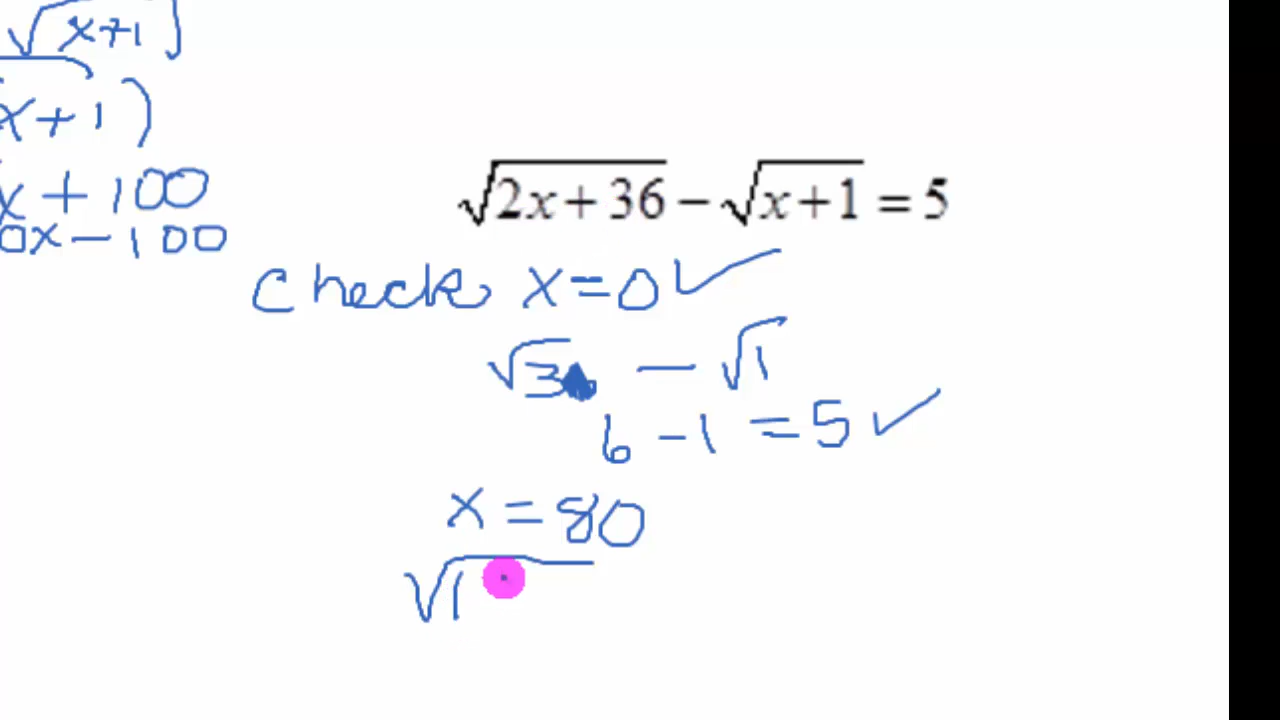 √(x+1)]
x+1)
x+100
0x-100
√(2x+36) − √(x+1) = 5
Check x=0 ✓
√36 - √1
6-1 = 5 ✓
x = 80
√1